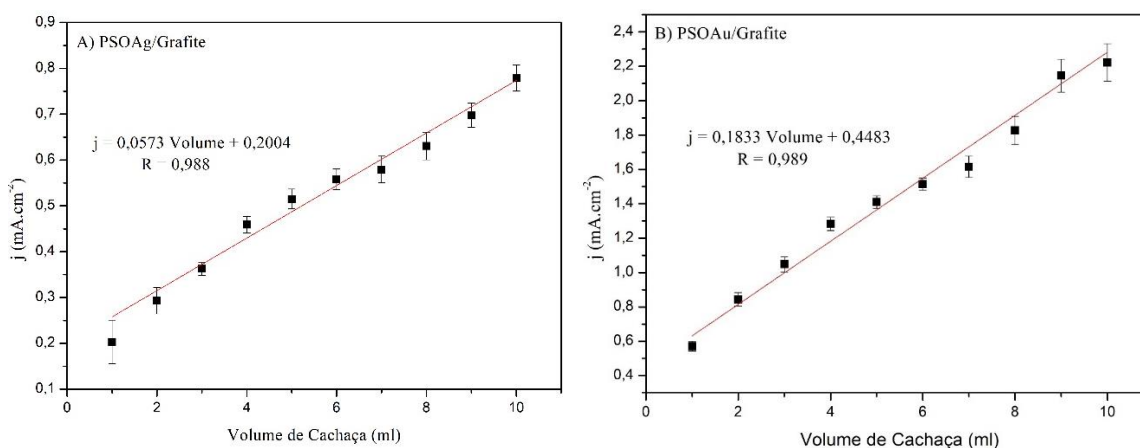 A) PSOAg/Grafite
j = 0,0573 Volume + 0,2004
R = 0,988
j (mA.cm⁻²)
0,9
0,8
0,7
0,6
0,5
0,4
0,3
0,2
0,1
0 2 4 6 8 10
Volume de Cachaça (ml)
B) PSOAu/Grafite
j = 0,1833 Volume + 0,4483
R = 0,989
j (mA.cm⁻²)
2,4
2,2
2,0
1,8
1,6
1,4
1,2
1,0
0,8
0,6
0,4
0 2 4 6 8 10
Volume de Cachaça (ml)